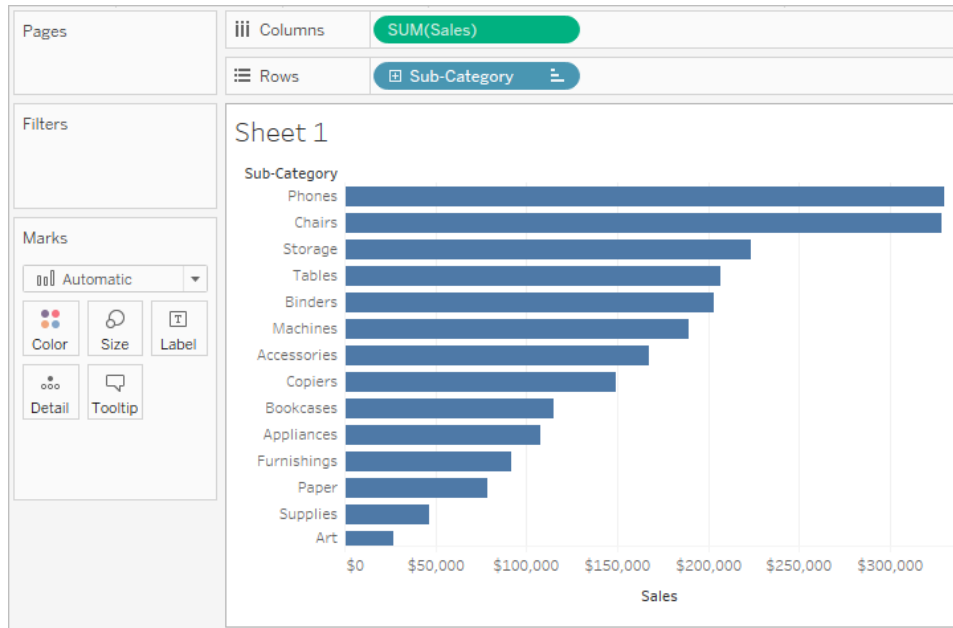 Pages
Columns
SUM(Sales)
Rows
Sub-Category
Filters
Marks
Automatic
Color
Size
Label
Detail
Tooltip
Sheet 1
Sub-Category
Phones
Chairs
Storage
Tables
Binders
Machines
Accessories
Copiers
Bookcases
Appliances
Furnishings
Paper
Supplies
Art
$0 $50,000 $100,000 $150,000 $200,000 $250,000 $300,000
Sales